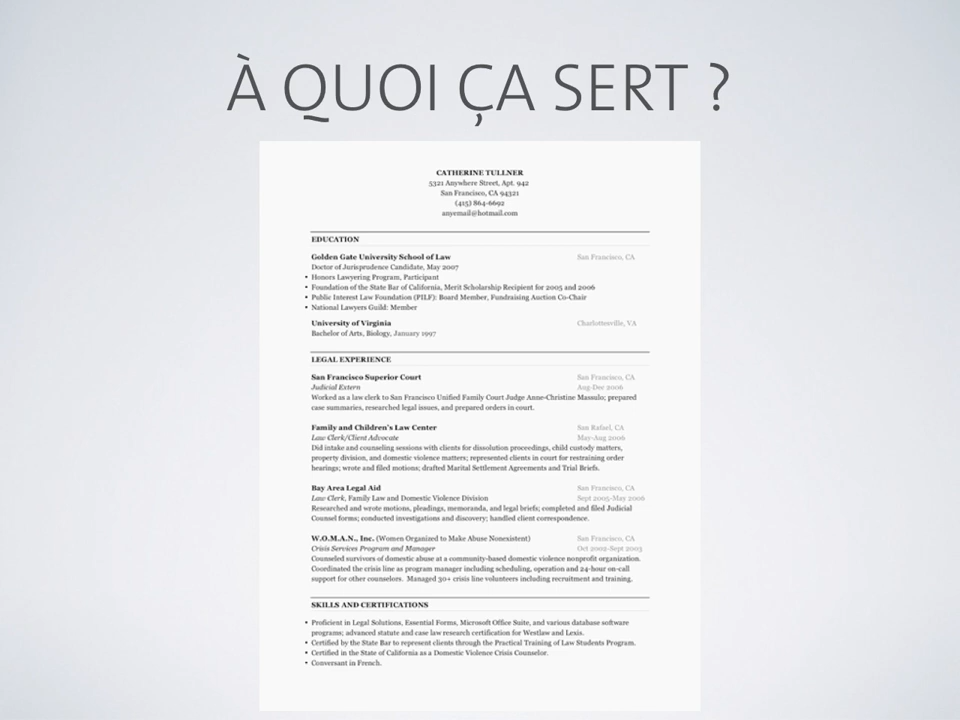 À QUOI ÇA SERT ?
CATHERINE TULLNER
5321 Anywhere Street, Apt. 942
San Francisco, CA 94321
(415) 864-6692
anyemail@hotmail.com
EDUCATION
Golden Gate University School of Law San Francisco, CA
Doctor of Jurisprudence Candidate, May 2007
• Honors Lawyering Program, Participant
• Foundation of the State Bar of California, Merit Scholarship Recipient for 2005 and 2006
• Public Interest Law Foundation (PILF): Board Member, Fundraising Auction Co-Chair
• National Lawyers Guild: Member
University of Virginia Charlottesville, VA
Bachelor of Arts, Biology, January 1997
LEGAL EXPERIENCE
San Francisco Superior Court San Francisco, CA
Judicial Extern Aug-Dec 2006
Worked as a law clerk to San Francisco Unified Family Court Judge Anne-Christine Massulo; prepared
case summaries, researched legal issues, and prepared orders in court.
Family and Children's Law Center San Rafael, CA
Law Clerk/Client Advocate May-Aug 2006
Did intake and counseling sessions with clients for dissolution proceedings, child custody matters,
property division, and domestic violence matters; represented clients in court for restraining order
hearings; wrote and filed motions; drafted Marital Settlement Agreements and Trial Briefs.
Bay Area Legal Aid San Francisco, CA
Law Clerk, Family Law and Domestic Violence Division Sept 2005-May 2006
Researched and wrote motions, pleadings, memoranda, and legal briefs; completed and filed Judicial
Counsel forms; conducted investigations and discovery; handled client correspondence.
W.O.M.A.N., Inc. (Women Organized to Make Abuse Nonexistent) San Francisco, CA
Crisis Services Program and Manager Oct 2002-Sept 2003
Counseled survivors of domestic abuse at a community-based domestic violence nonprofit organization.
Coordinated the crisis line as program manager including scheduling, operation and 24-hour on-call
support for other counselors. Managed 30+ crisis line volunteers including recruitment and training.
SKILLS AND CERTIFICATIONS
• Proficient in Legal Solutions, Essential Forms, Microsoft Office Suite, and various database software
programs; advanced statute and case law research certification for Westlaw and Lexis.
• Certified by the State Bar to represent clients through the Practical Training of Law Students Program.
• Certified in the State of California as a Domestic Violence Crisis Counselor.
• Conversant in French.